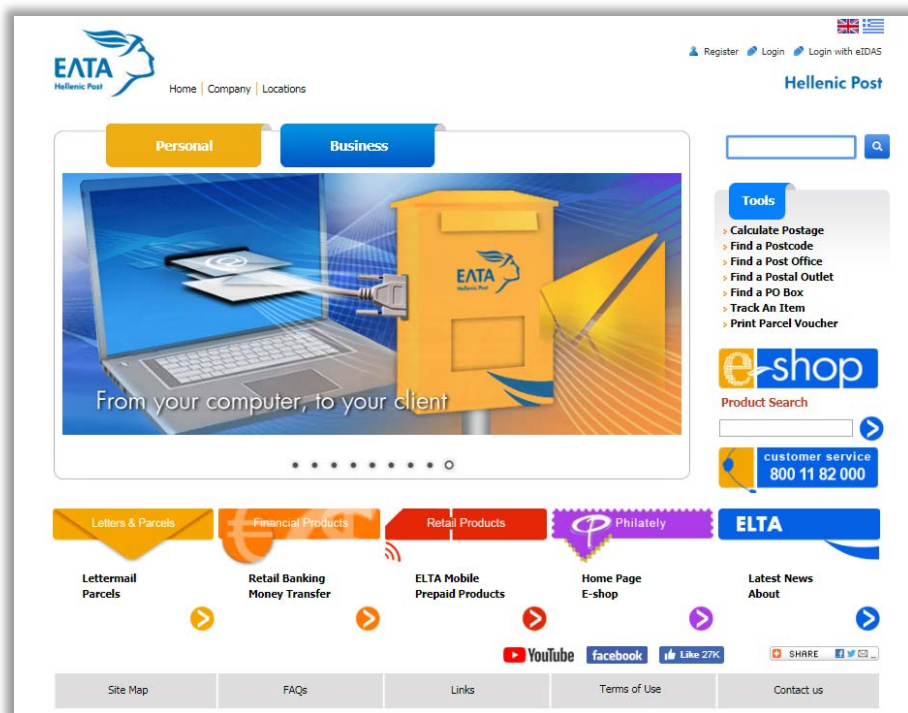 Register Login Login with eIDAS
ΕΛΤΑ
Hellenic Post
Home | Company | Locations
Hellenic Post
Personal
Business
@
ΕΛΤΑ
Hellenic Post
From your computer, to your client
Tools
› Calculate Postage
› Find a Postcode
› Find a Post Office
› Find a Postal Outlet
› Find a PO Box
› Track An Item
› Print Parcel Voucher
e-shop
Product Search
customer service
800 11 82 000
Letters & Parcels
Financial Products
Retail Products
Philately
ELTA
Lettermail
Parcels
Retail Banking
Money Transfer
ELTA Mobile
Prepaid Products
Home Page
E-shop
Latest News
About
YouTube
facebook
Like 27K
SHARE
Site Map
FAQs
Links
Terms of Use
Contact us